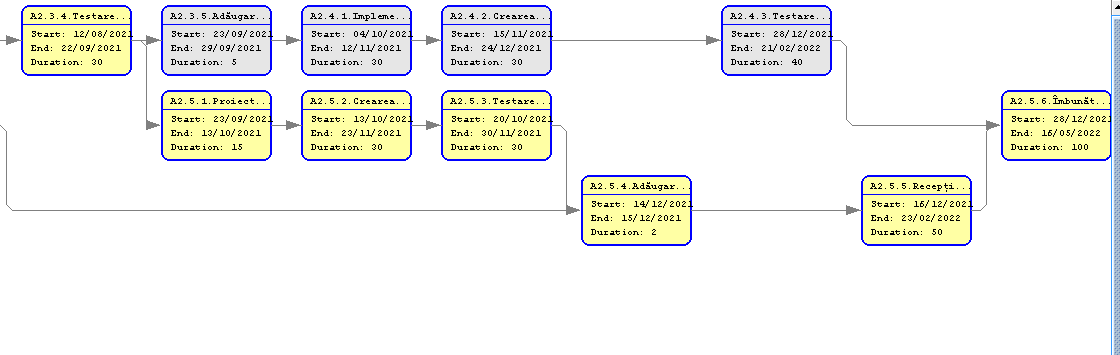 A2.3.4.Testare...
Start: 12/08/2021
End: 22/09/2021
Duration: 30
A2.3.5.Adăugar...
Start: 23/09/2021
End: 29/09/2021
Duration: 5
A2.4.1.Impleme...
Start: 04/10/2021
End: 12/11/2021
Duration: 30
A2.4.2.Crearea...
Start: 15/11/2021
End: 24/12/2021
Duration: 30
A2.4.3.Testare...
Start: 28/12/2021
End: 21/02/2022
Duration: 40
A2.5.1.Proiect...
Start: 23/09/2021
End: 13/10/2021
Duration: 15
A2.5.2.Crearea...
Start: 13/10/2021
End: 23/11/2021
Duration: 30
A2.5.3.Testare...
Start: 20/10/2021
End: 30/11/2021
Duration: 30
A2.5.6.Îmbunăt...
Start: 28/12/2021
End: 16/05/2022
Duration: 100
A2.5.4.Adăugar...
Start: 14/12/2021
End: 15/12/2021
Duration: 2
A2.5.5.Recepți...
Start: 16/12/2021
End: 23/02/2022
Duration: 50